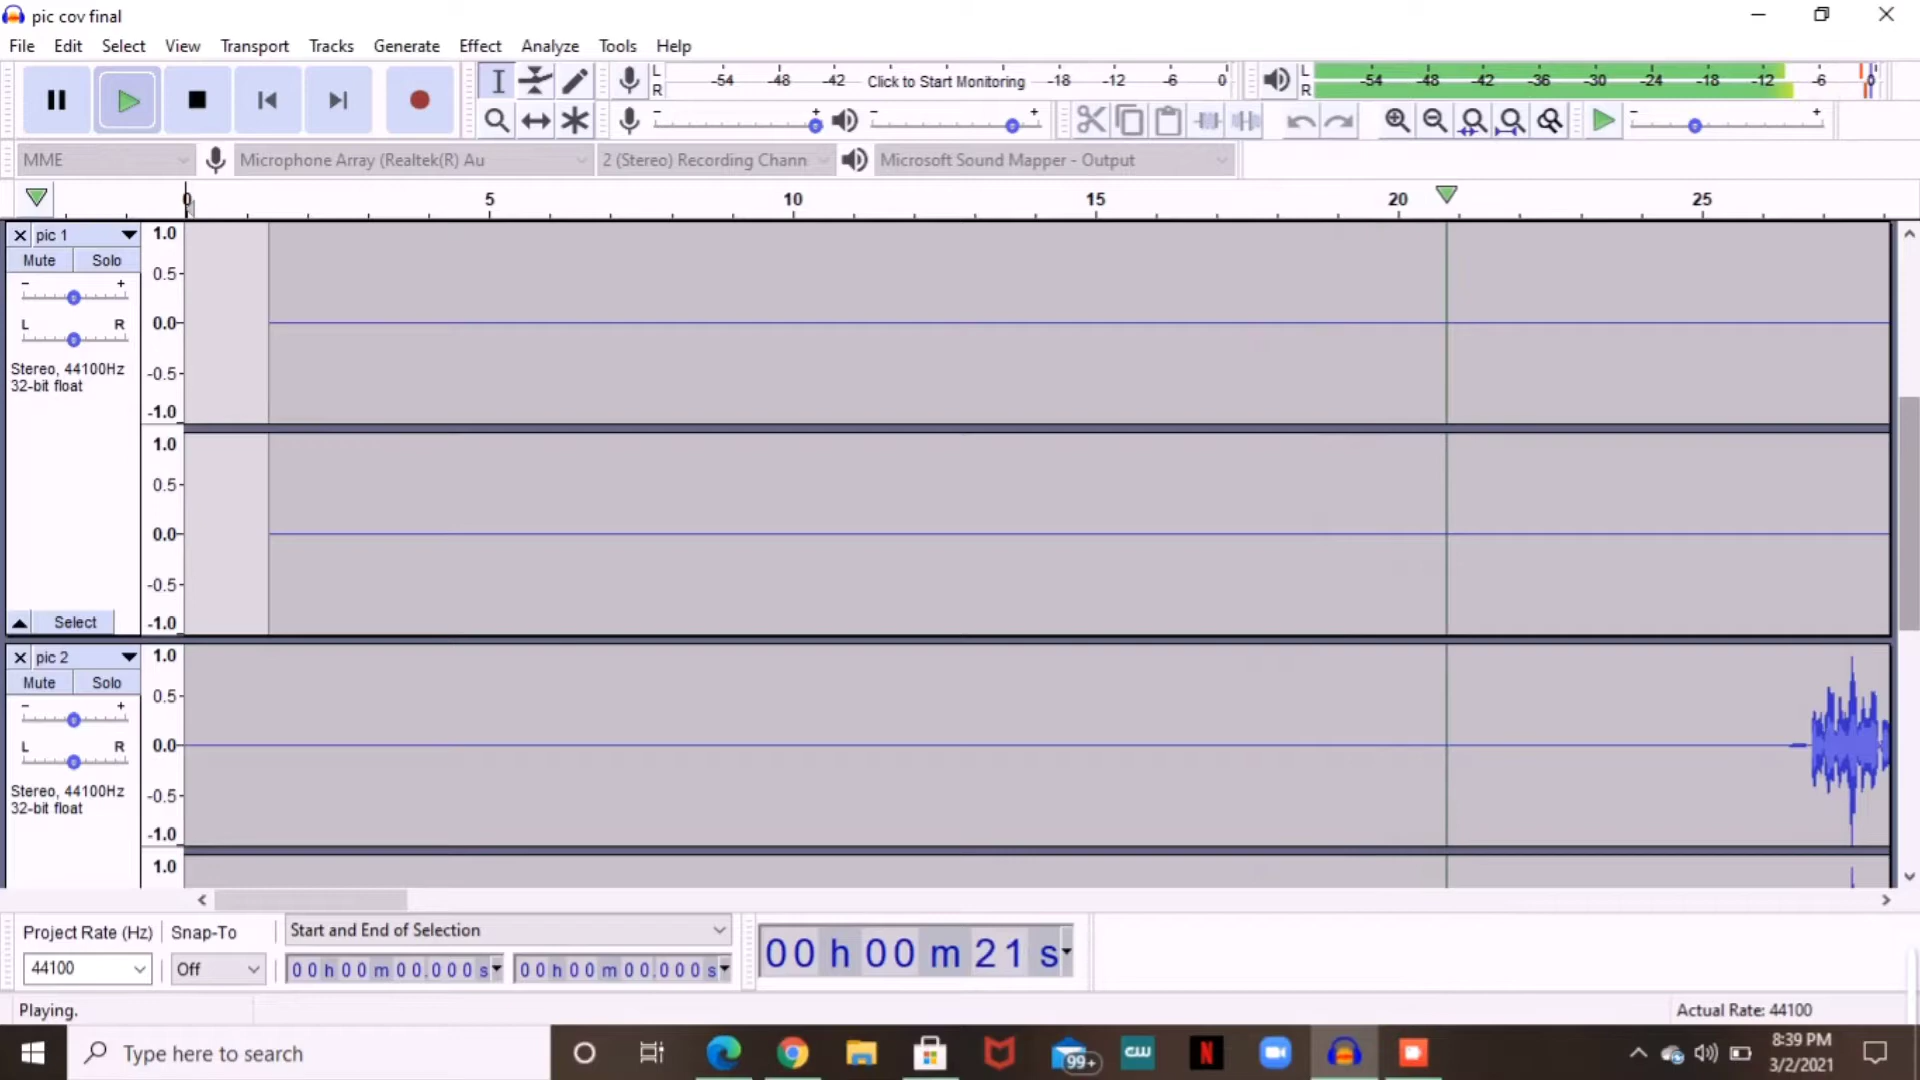 pic cov final
File Edit Select View Transport Tracks Generate Effect Analyze Tools Help
L R -54 -48 -42 Click to Start Monitoring -18 -12 -6 0
L R -54 -48 -42 -36 -30 -24 -18 -12 -6 0
- + - + - +
MME Microphone Array (Realtek(R) Au 2 (Stereo) Recording Chann Microsoft Sound Mapper - Output
0 5 10 15 20 25
pic 1
Mute Solo
- +
L R
Stereo, 44100Hz
32-bit float
Select
1.0
0.5-
0.0-
-0.5-
-1.0
1.0
0.5-
0.0-
-0.5-
-1.0
pic 2
Mute Solo
- +
L R
Stereo, 44100Hz
32-bit float
1.0
0.5-
0.0-
-0.5-
-1.0
1.0
Project Rate (Hz) Snap-To Start and End of Selection
44100 Off 00 h 00 m 00.000 s 00 h 00 m 00.000 s
00 h 00 m 21 s
Playing. Actual Rate: 44100
Type here to search 99+ CW N 8:39 PM
3/2/2021